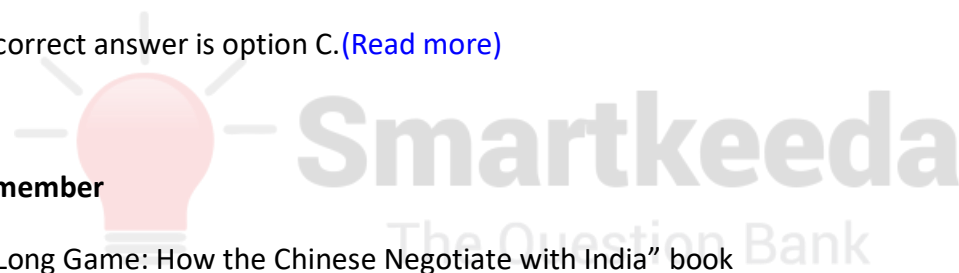 correct answer is option C.(Read more)
Smartkeeda
member
The Question Bank
Long Game: How the Chinese Negotiate with India” book